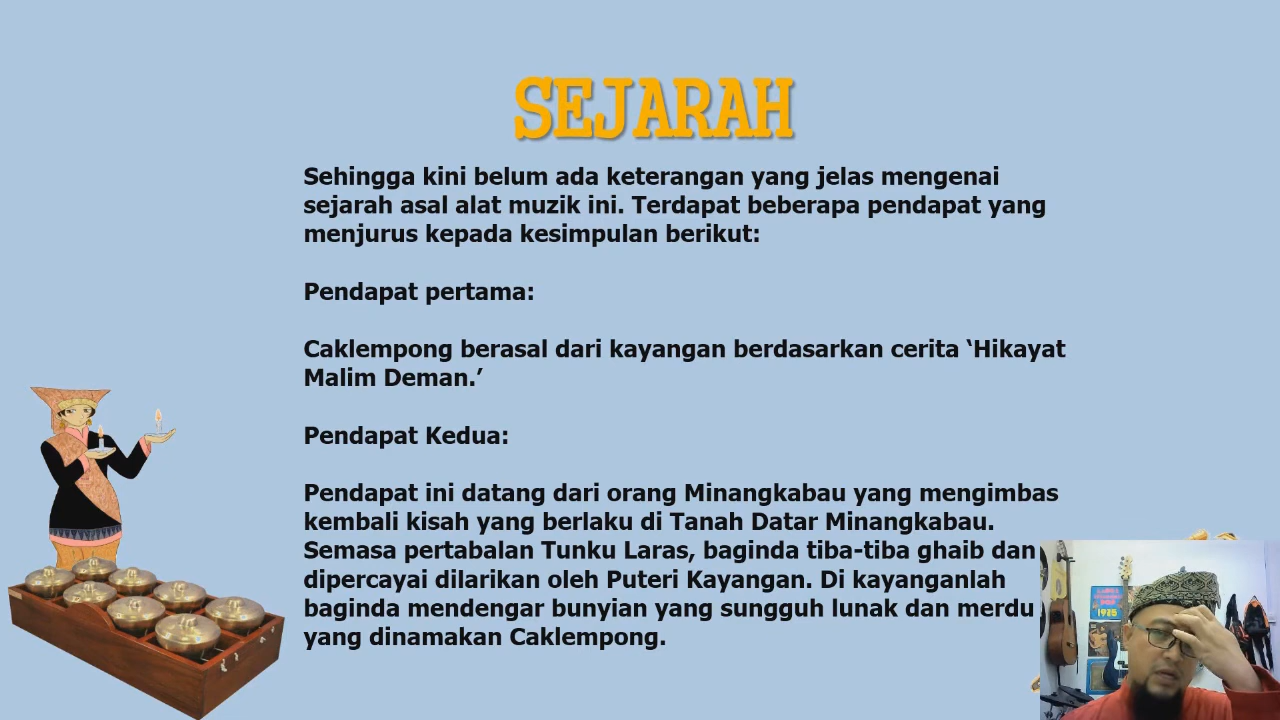 SEJARAH
Sehingga kini belum ada keterangan yang jelas mengenai
sejarah asal alat muzik ini. Terdapat beberapa pendapat yang
menjurus kepada kesimpulan berikut:
Pendapat pertama:
Caklempong berasal dari kayangan berdasarkan cerita ‘Hikayat
Malim Deman.’
Pendapat Kedua:
Pendapat ini datang dari orang Minangkabau yang mengimbas
kembali kisah yang berlaku di Tanah Datar Minangkabau.
Semasa pertabalan Tunku Laras, baginda tiba-tiba ghaib dan
dipercayai dilarikan oleh Puteri Kayangan. Di kayanganlah
baginda mendengar bunyian yang sungguh lunak dan merdu
yang dinamakan Caklempong.
1925